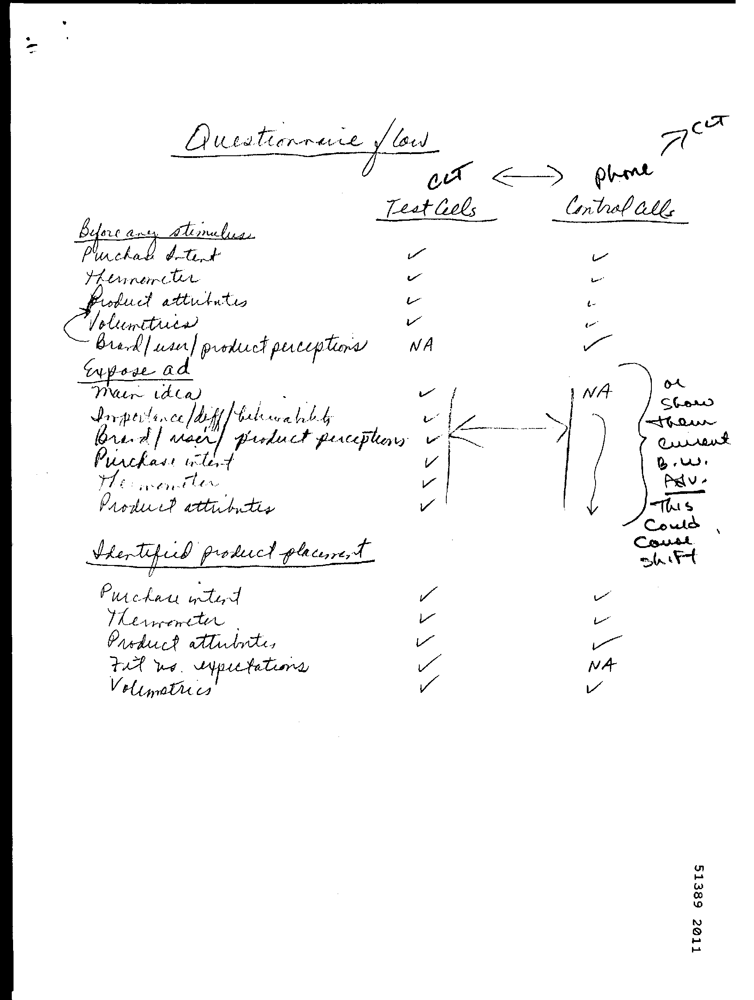 Questionnaire flow
CLT
CLT ⟷ phone
Test Cells Control Cells
Before any stimulus
Purchase Intent ✓ ✓
Thermometer ✓ ✓
Product attributes ✓ ✓
Volumetrics ✓ ✓
Brand/user/product perceptions NA ✓
Expose ad
Main idea ✓ NA
Importance/diff/believability ✓
Brand/user/product perceptions ✓
Purchase intent ✓
Thermometer ✓
Product attributes ✓
or
Show
them
current
B.W.
Adv.
This
Could
Cause
shift
Identified product placement
Purchase intent ✓ ✓
Thermometer ✓ ✓
Product attributes ✓ ✓
Fit vs. expectations ✓ NA
Volumetrics ✓ ✓
51389 2011